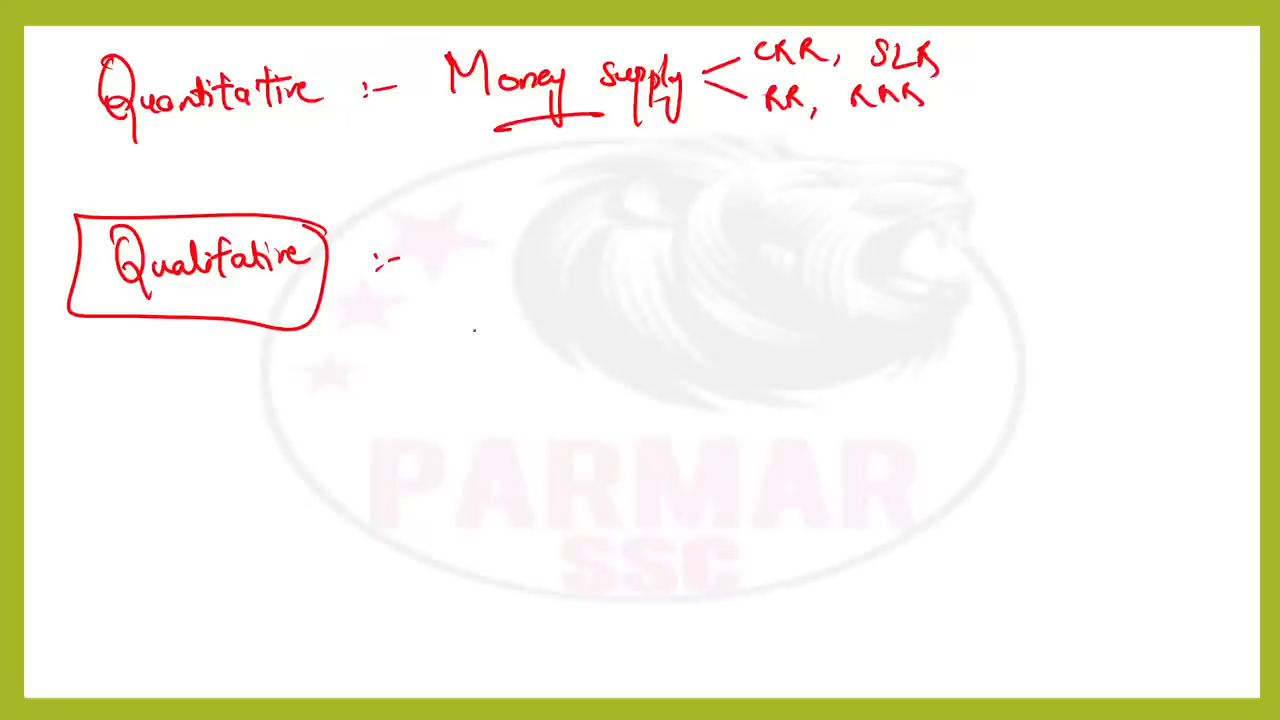 Quantitative :- Money supply < CRR, SLR
RR, RRR
Qualitative :-
PARMAR
SSC